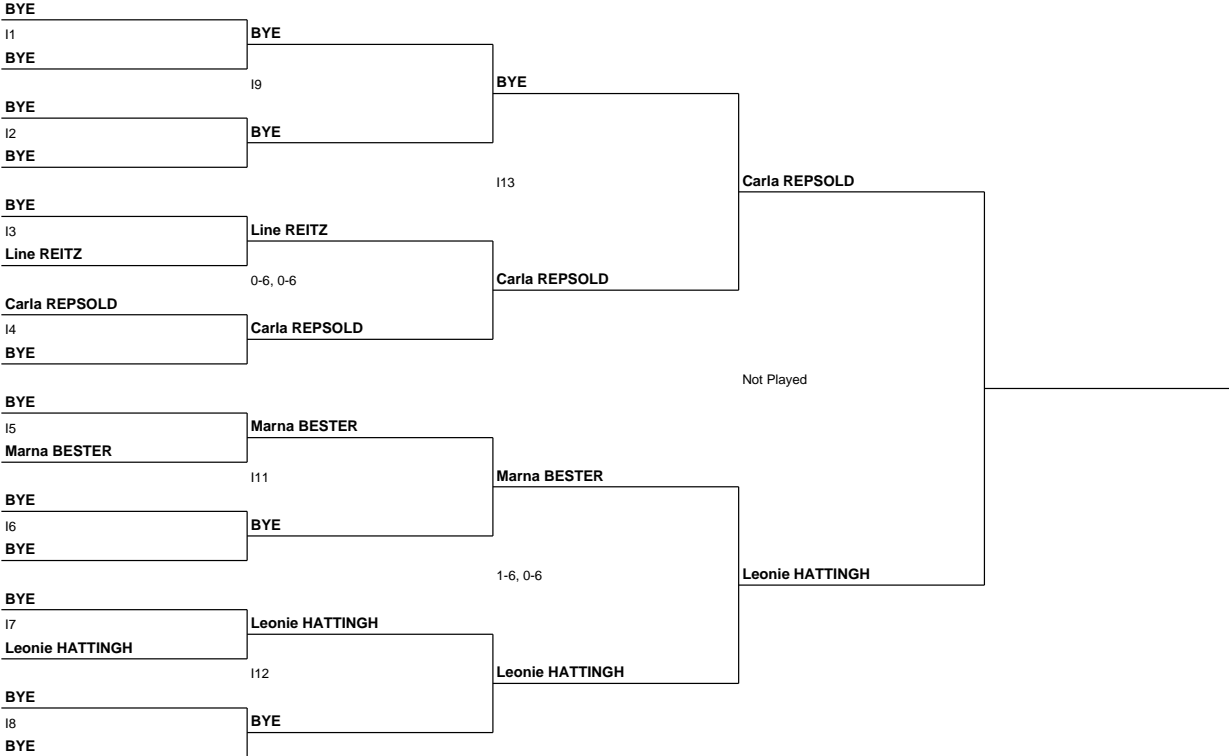 BYE
I1
BYE
BYE
I2
BYE
BYE
I3
Line REITZ
Carla REPSOLD
I4
BYE
BYE
I5
Marna BESTER
BYE
I6
BYE
BYE
I7
Leonie HATTINGH
BYE
I8
BYE
BYE
I9
BYE
Line REITZ
0-6, 0-6
Carla REPSOLD
Marna BESTER
I11
BYE
Leonie HATTINGH
I12
BYE
BYE
I13
Carla REPSOLD
Marna BESTER
1-6, 0-6
Leonie HATTINGH
Carla REPSOLD
Not Played
Leonie HATTINGH